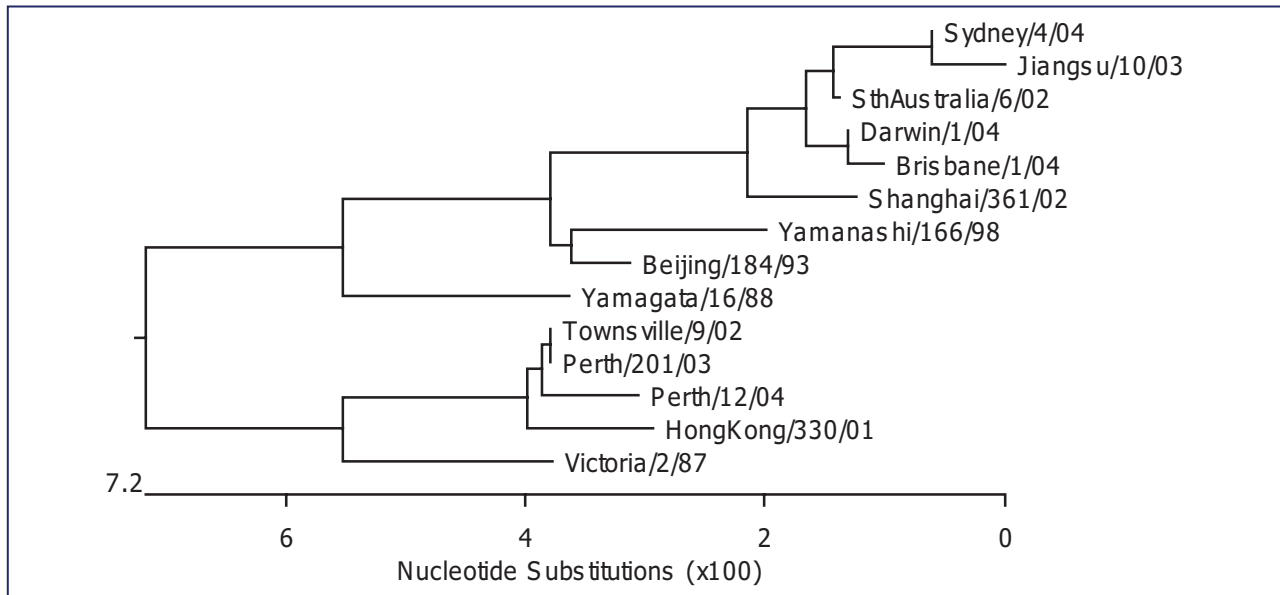 Sydney/4/04
Jiangsu/10/03
SthAustralia/6/02
Darwin/1/04
Brisbane/1/04
Shanghai/361/02
Yamanashi/166/98
Beijing/184/93
Yamagata/16/88
Townsville/9/02
Perth/201/03
Perth/12/04
HongKong/330/01
Victoria/2/87
7.2
6 4 2 0
Nucleotide Substitutions (x100)